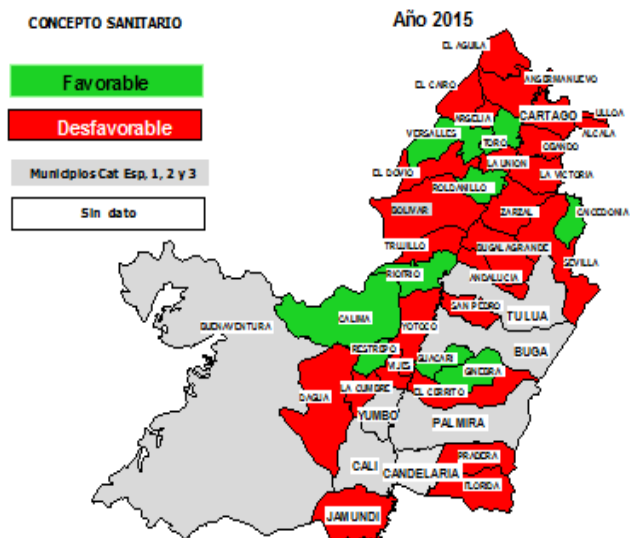 CONCEPTO SANITARIO
Año 2015
Favorable
Desfavorable
Municipios Cat Esp, 1, 2 y 3
Sin dato
EL AGUILA
ANSERMANUEVO
EL CAIRO
ARGELIA
CARTAGO
ULLOA
VERSALLES
TORO
ALCALA
OBANDO
LA UNION
EL DOVIO
LA VICTORIA
ROLDANILLO
BOLIVAR
ZARZAL
CAICEDONIA
TRUJILLO
BUGALAGRANDE
SEVILLA
RIOFRIO
ANDALUCIA
SAN PEDRO
TULUA
CALIMA
YOTOCO
BUENAVENTURA
RESTREPO
BUGA
GUACARI
VIJES
GINEBRA
DAGUA
LA CUMBRE
EL CERRITO
YUMBO
PALMIRA
PRADERA
CALI
CANDELARIA
FLORIDA
JAMUNDI